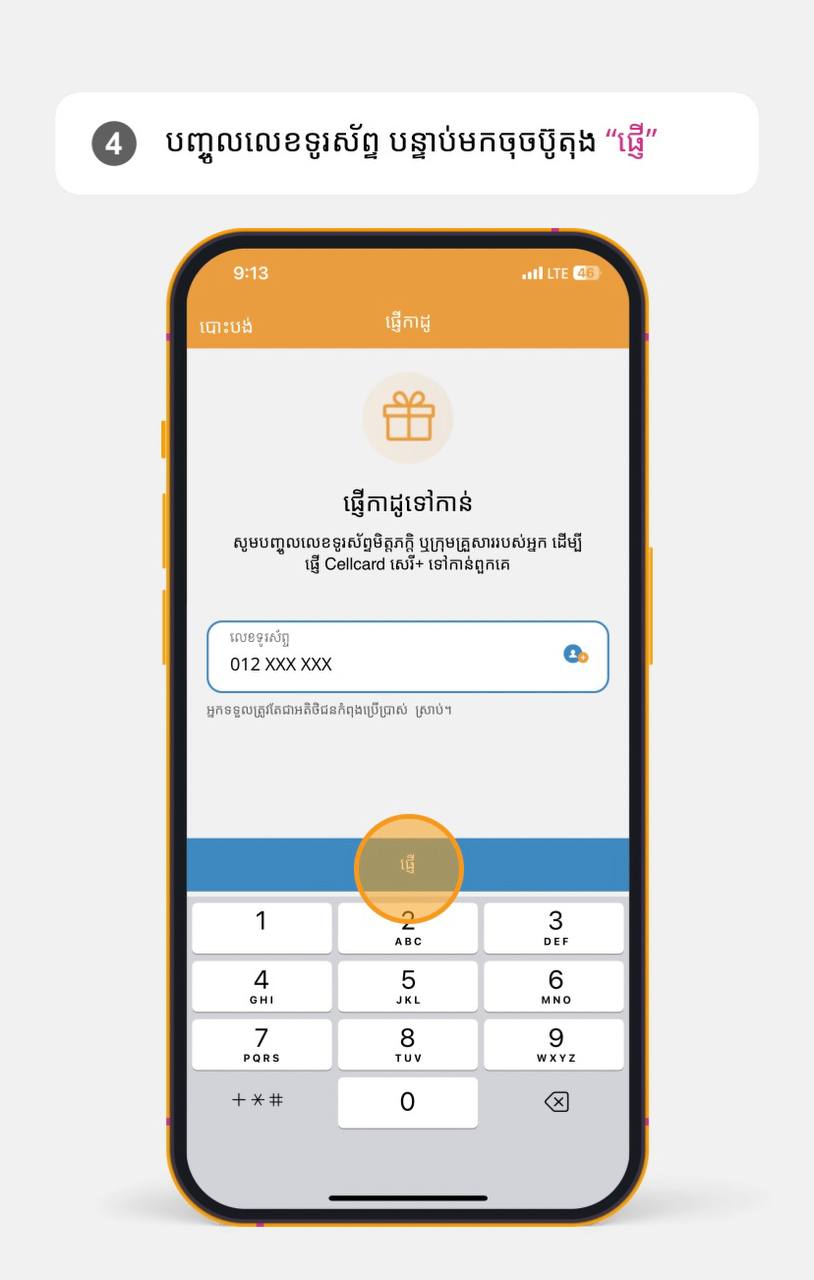 4 បញ្ចូលលេខទូរស័ព្ទ បន្ទាប់មកចុចប៊ូតុង “ផ្ញើ”
9:13 LTE 46
បោះបង់ ផ្ញើកាដូ
ផ្ញើកាដូទៅកាន់
សូមបញ្ចូលលេខទូរស័ព្ទមិត្តភក្តិ ឬក្រុមគ្រួសាររបស់អ្នក ដើម្បី
ផ្ញើ Cellcard សេរី+ ទៅកាន់ពួកគេ
លេខទូរស័ព្ទ
012 XXX XXX
អ្នកទទួលត្រូវតែជាអតិថិជនកំពុងប្រើប្រាស់ ស្រាប់។
ផ្ញើ
1 2 3
ABC DEF
4 5 6
GHI JKL MNO
7 8 9
PQRS TUV WXYZ
+*# 0